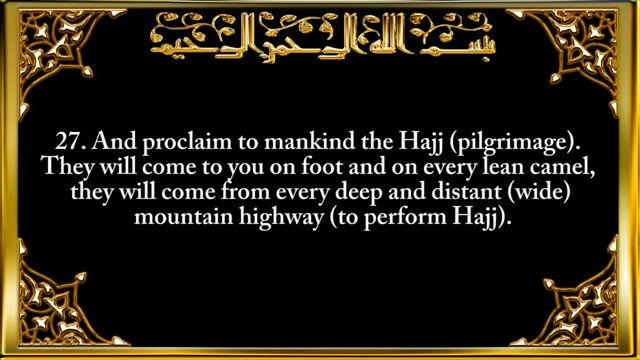 بسم الله الرحمن الرحيم
27. And proclaim to mankind the Hajj (pilgrimage).
They will come to you on foot and on every lean camel,
they will come from every deep and distant (wide)
mountain highway (to perform Hajj).